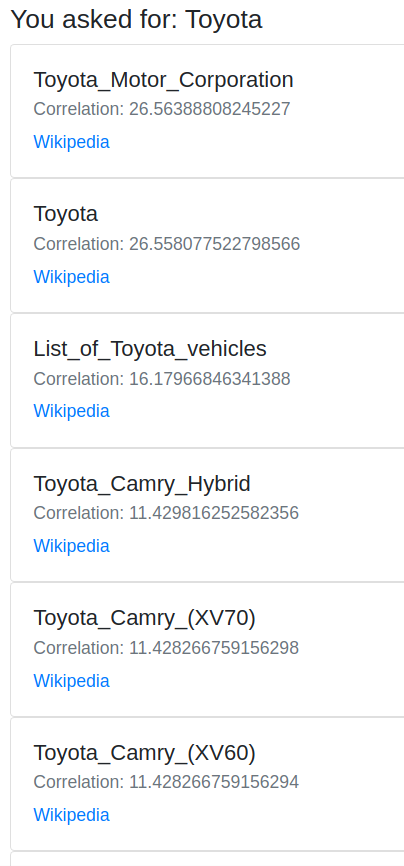 You asked for: Toyota
Toyota_Motor_Corporation
Correlation: 26.56388808245227
Wikipedia
Toyota
Correlation: 26.558077522798566
Wikipedia
List_of_Toyota_vehicles
Correlation: 16.17966846341388
Wikipedia
Toyota_Camry_Hybrid
Correlation: 11.429816252582356
Wikipedia
Toyota_Camry_(XV70)
Correlation: 11.428266759156298
Wikipedia
Toyota_Camry_(XV60)
Correlation: 11.428266759156294
Wikipedia